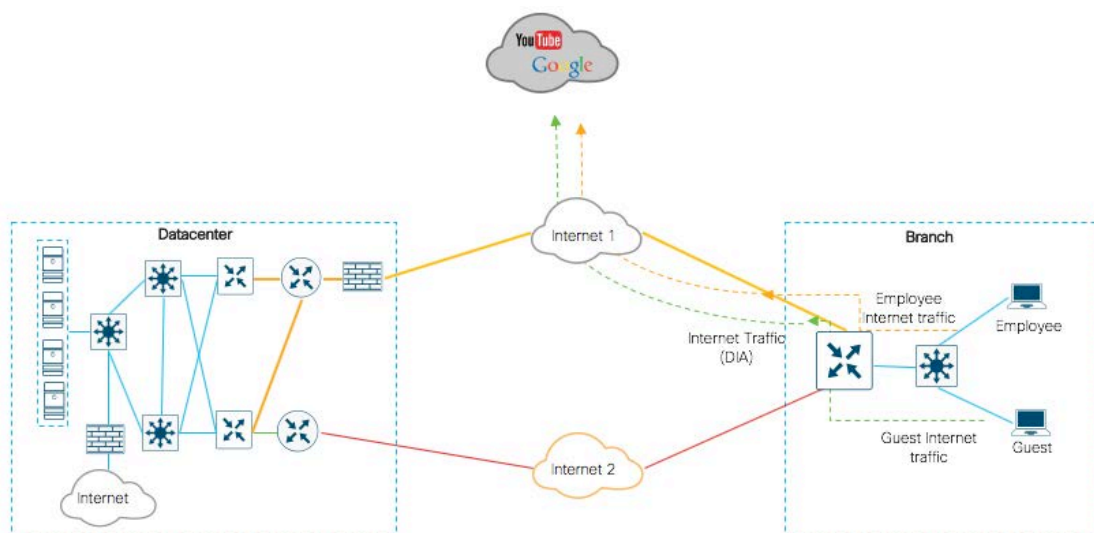 YouTube
Google
Datacenter
Internet 1
Branch
Employee
Internet traffic
Employee
Internet Traffic
(DIA)
Guest Internet
traffic
Guest
Internet 2
Internet